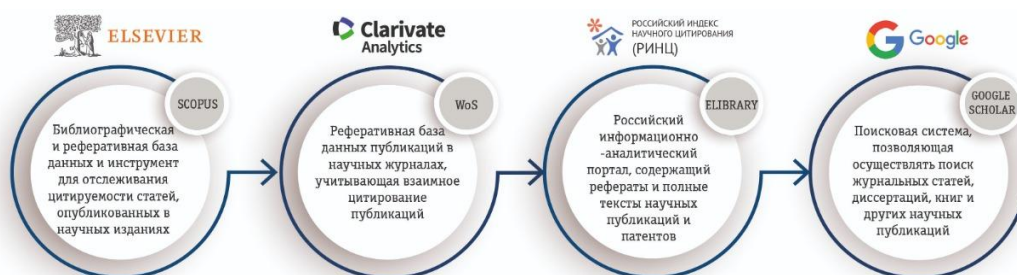 ELSEVIER
SCOPUS
Библиографическая
и реферативная база
данных и инструмент
для отслеживания
цитируемости статей,
опубликованных в
научных изданиях
Clarivate
Analytics
WoS
Реферативная база
данных публикаций в
научных журналах,
учитывающая взаимное
цитирование
публикаций
РОССИЙСКИЙ ИНДЕКС
НАУЧНОГО ЦИТИРОВАНИЯ
(РИНЦ)
ELIBRARY
Российский
информационно
-аналитический
портал, содержащий
рефераты и полные
тексты научных
публикаций и
патентов
Google
GOOGLE
SCHOLAR
Поисковая система,
позволяющая
осуществлять поиск
журнальных статей,
диссертаций, книг и
других научных
публикаций